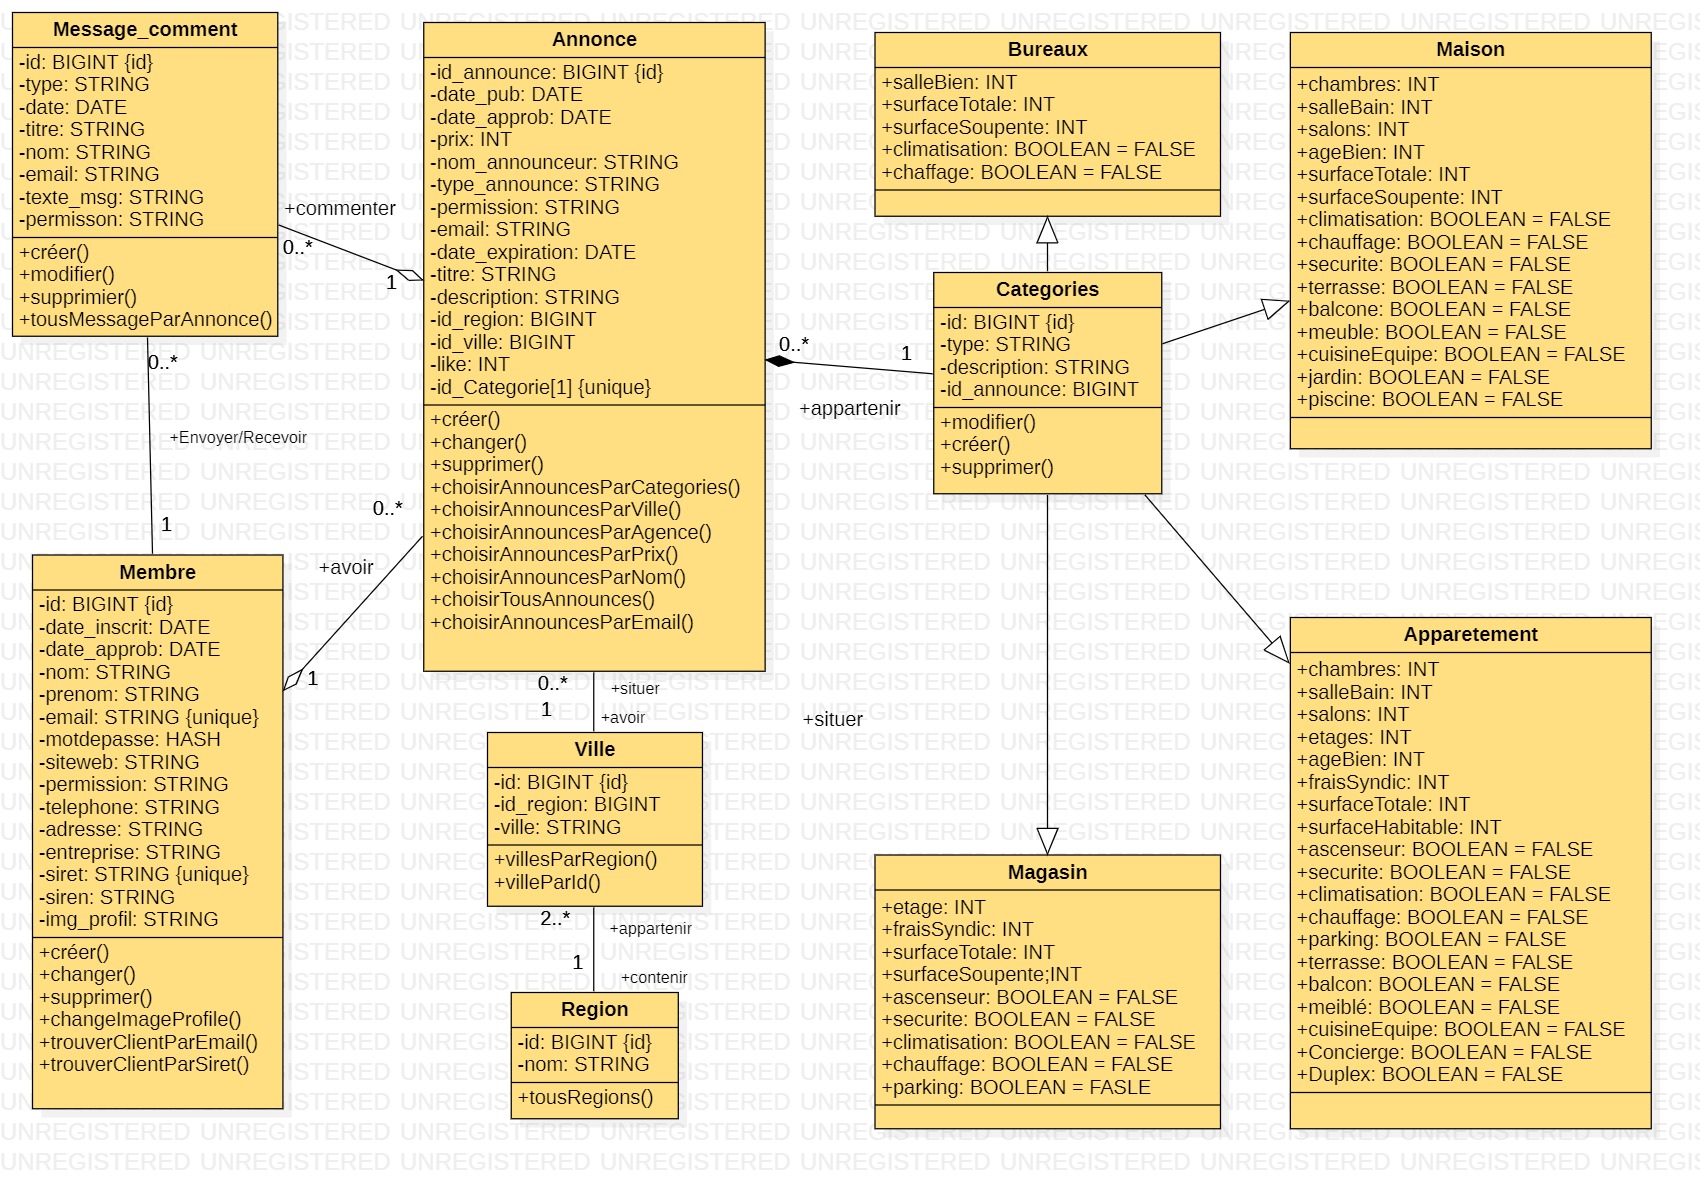 Message_comment
-id: BIGINT {id}
-type: STRING
-date: DATE
-titre: STRING
-nom: STRING
-email: STRING
-texte_msg: STRING
-permisson: STRING
+créer()
+modifier()
+supprimier()
+tousMessageParAnnonce()
+commenter
0..*
1
0..*
+Envoyer/Recevoir
1
Membre
-id: BIGINT {id}
-date_inscrit: DATE
-date_approb: DATE
-nom: STRING
-prenom: STRING
-email: STRING {unique}
-motdepasse: HASH
-siteweb: STRING
-permission: STRING
-telephone: STRING
-adresse: STRING
-entreprise: STRING
-siret: STRING {unique}
-siren: STRING
-img_profil: STRING
+créer()
+changer()
+supprimer()
+changeImageProfile()
+trouverClientParEmail()
+trouverClientParSiret()
0..*
+avoir
1
Annonce
-id_announce: BIGINT {id}
-date_pub: DATE
-date_approb: DATE
-prix: INT
-nom_announceur: STRING
-type_announce: STRING
-permission: STRING
-email: STRING
-date_expiration: DATE
-titre: STRING
-description: STRING
-id_region: BIGINT
-id_ville: BIGINT
-like: INT
-id_Categorie[1] {unique}
+créer()
+changer()
+supprimer()
+choisirAnnouncesParCategories()
+choisirAnnouncesParVille()
+choisirAnnouncesParAgence()
+choisirAnnouncesParPrix()
+choisirAnnouncesParNom()
+choisirTousAnnounces()
+choisirAnnouncesParEmail()
0..*
+situer
1
+avoir
Ville
-id: BIGINT {id}
-id_region: BIGINT
-ville: STRING
+villesParRegion()
+villeParId()
2..*
+appartenir
1
+contenir
Region
-id: BIGINT {id}
-nom: STRING
+tousRegions()
0..*
1
+appartenir
+situer
Bureaux
+salleBien: INT
+surfaceTotale: INT
+surfaceSoupente: INT
+climatisation: BOOLEAN = FALSE
+chaffage: BOOLEAN = FALSE
Categories
-id: BIGINT {id}
-type: STRING
-description: STRING
-id_announce: BIGINT
+modifier()
+créer()
+supprimer()
Magasin
+etage: INT
+fraisSyndic: INT
+surfaceTotale: INT
+surfaceSoupente;INT
+ascenseur: BOOLEAN = FALSE
+securite: BOOLEAN = FALSE
+climatisation: BOOLEAN = FALSE
+chauffage: BOOLEAN = FALSE
+parking: BOOLEAN = FASLE
Maison
+chambres: INT
+salleBain: INT
+salons: INT
+ageBien: INT
+surfaceTotale: INT
+surfaceSoupente: INT
+climatisation: BOOLEAN = FALSE
+chauffage: BOOLEAN = FALSE
+securite: BOOLEAN = FALSE
+terrasse: BOOLEAN = FALSE
+balcone: BOOLEAN = FALSE
+meuble: BOOLEAN = FALSE
+cuisineEquipe: BOOLEAN = FALSE
+jardin: BOOLEAN = FALSE
+piscine: BOOLEAN = FALSE
Apparetement
+chambres: INT
+salleBain: INT
+salons: INT
+etages: INT
+ageBien: INT
+fraisSyndic: INT
+surfaceTotale: INT
+surfaceHabitable: INT
+ascenseur: BOOLEAN = FALSE
+securite: BOOLEAN = FALSE
+climatisation: BOOLEAN = FALSE
+chauffage: BOOLEAN = FALSE
+parking: BOOLEAN = FALSE
+terrasse: BOOLEAN = FALSE
+balcon: BOOLEAN = FALSE
+meiblé: BOOLEAN = FALSE
+cuisineEquipe: BOOLEAN = FALSE
+Concierge: BOOLEAN = FALSE
+Duplex: BOOLEAN = FALSE
UNREGISTERED